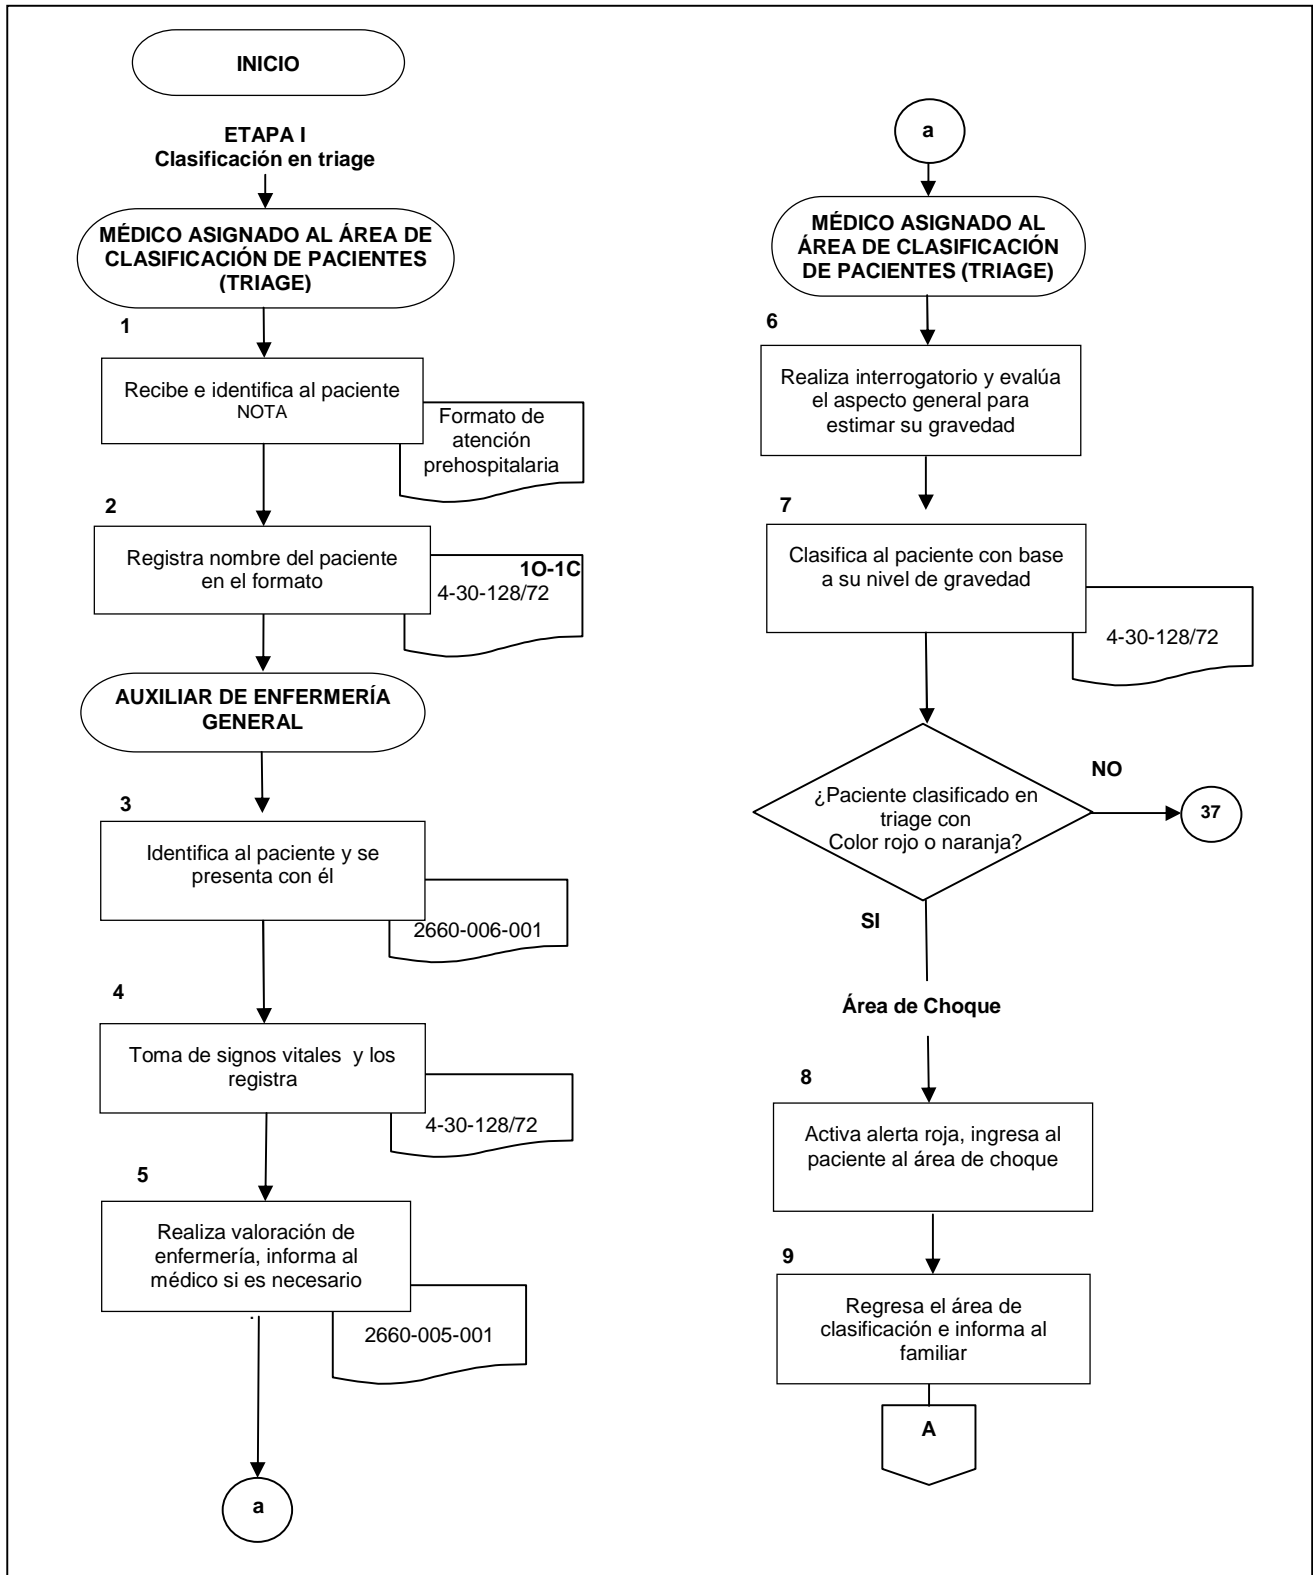 INICIO
ETAPA I
Clasificación en triage
MÉDICO ASIGNADO AL ÁREA DE
CLASIFICACIÓN DE PACIENTES
(TRIAGE)
1
Recibe e identifica al paciente
NOTA
Formato de
atención
prehospitalaria
2
Registra nombre del paciente
en el formato
1O-1C
4-30-128/72
AUXILIAR DE ENFERMERÍA
GENERAL
3
Identifica al paciente y se
presenta con él
2660-006-001
4
Toma de signos vitales y los
registra
4-30-128/72
5
Realiza valoración de
enfermería, informa al
médico si es necesario
.
2660-005-001
a
a
MÉDICO ASIGNADO AL
ÁREA DE CLASIFICACIÓN
DE PACIENTES (TRIAGE)
6
Realiza interrogatorio y evalúa
el aspecto general para
estimar su gravedad
7
Clasifica al paciente con base
a su nivel de gravedad
4-30-128/72
¿Paciente clasificado en
triage con
Color rojo o naranja?
NO
37
SI
Área de Choque
8
Activa alerta roja, ingresa al
paciente al área de choque
9
Regresa el área de
clasificación e informa al
familiar
A